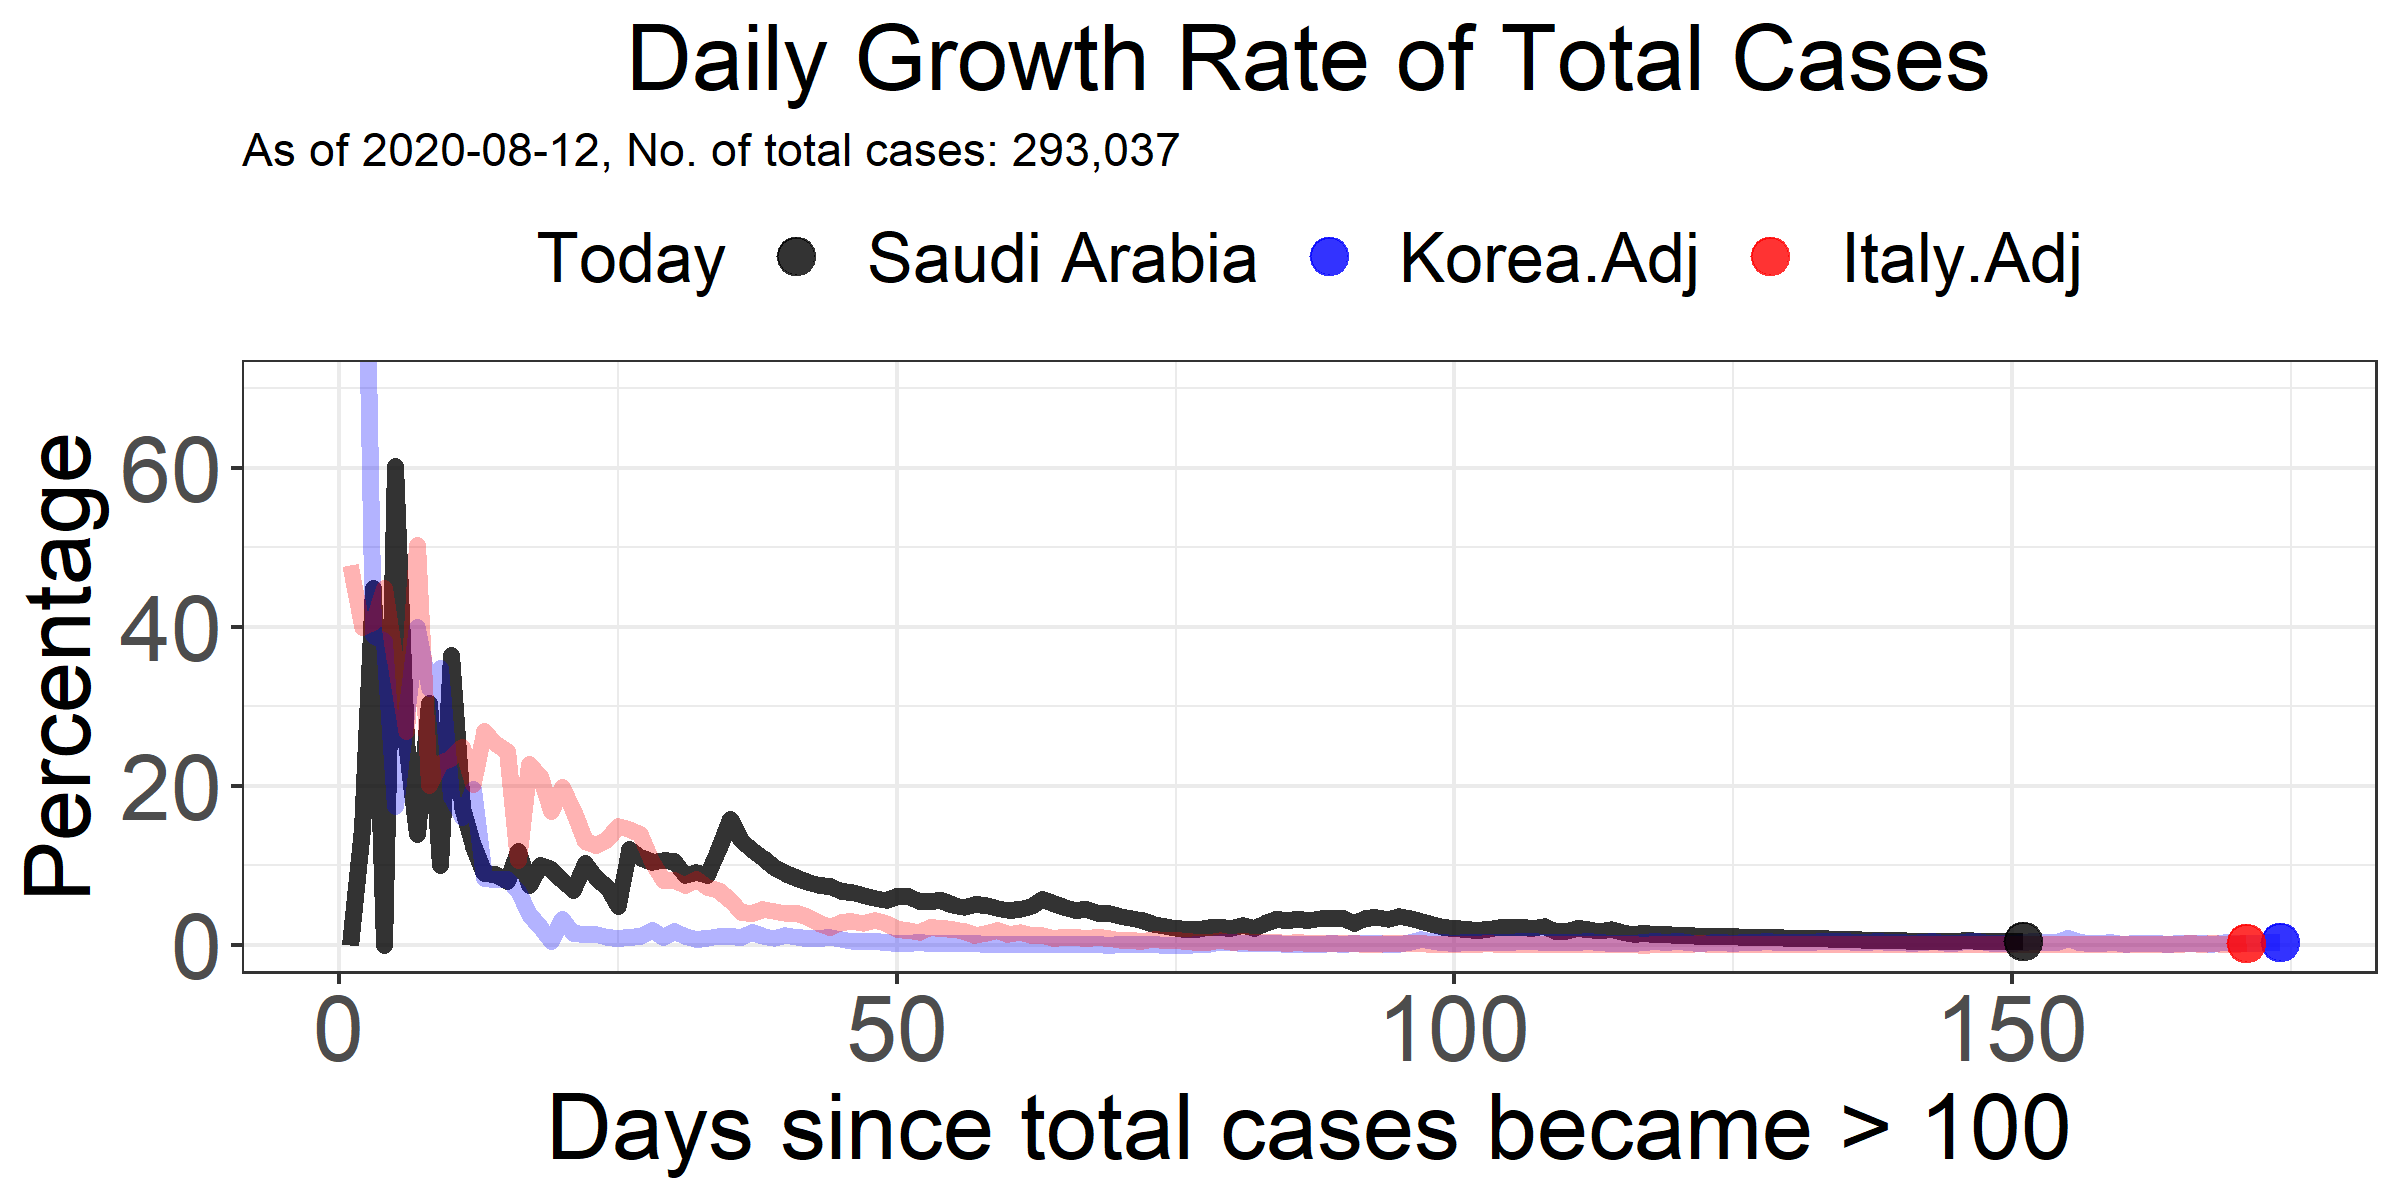 Daily Growth Rate of Total Cases
As of 2020-08-12, No. of total cases: 293,037
Today Saudi Arabia Korea.Adj Italy.Adj
Percentage
60
40
20
0
0 50 100 150
Days since total cases became > 100